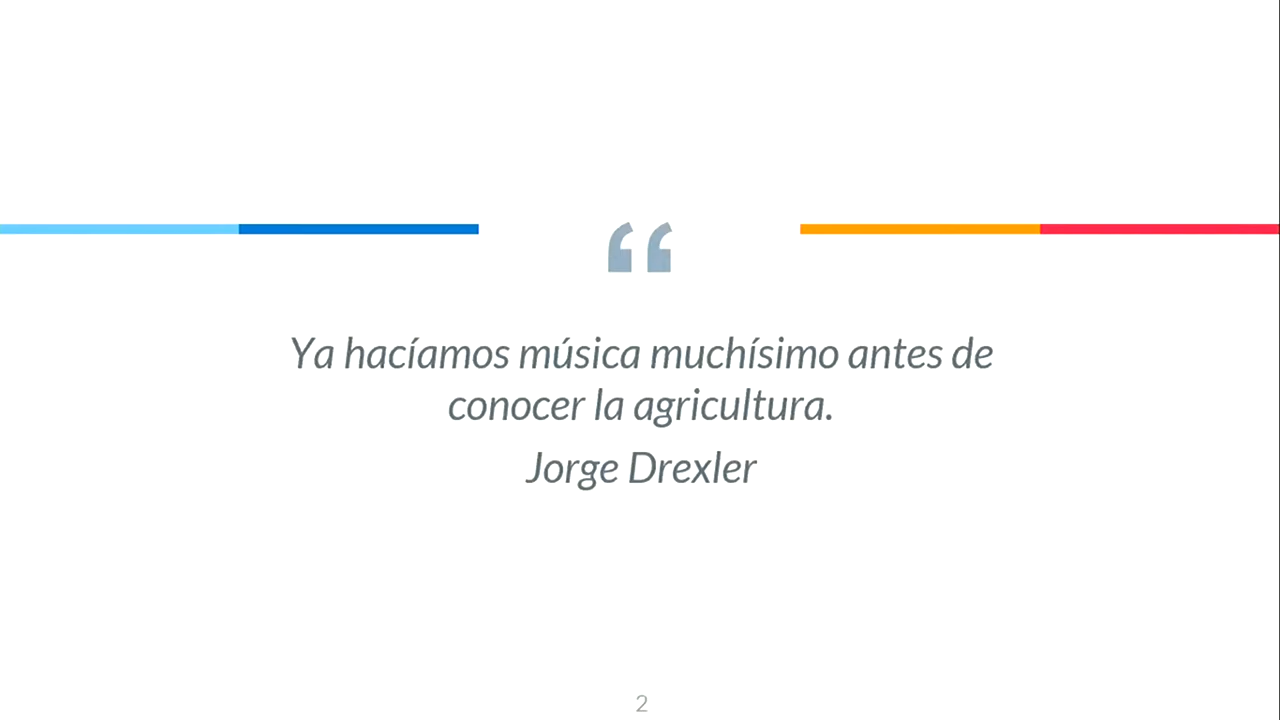 “
Ya hacíamos música muchísimo antes de
conocer la agricultura.
Jorge Drexler
2